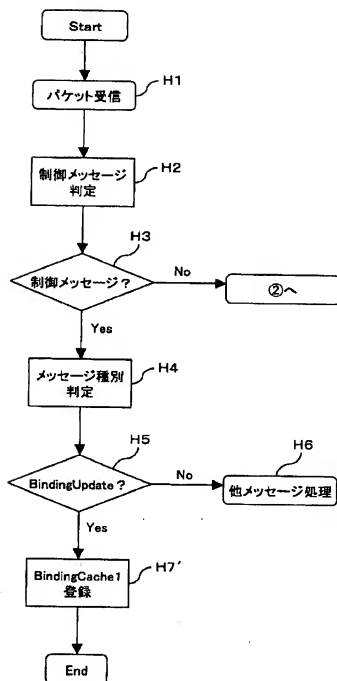 Start
パケット受信
H1
制御メッセージ
判定
H2
H3
制御メッセージ？
No
②へ
Yes
メッセージ種別
判定
H4
H5
BindingUpdate？
No
H6
他メッセージ処理
Yes
BindingCache1
登録
H7'
End